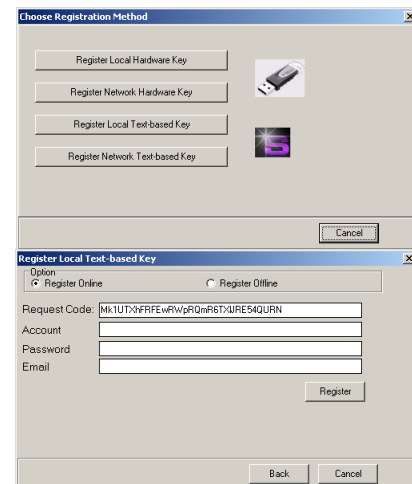 Choose Registration Method
Register Local Hardware Key
Register Network Hardware Key
Register Local Text-based Key
Register Network Text-based Key
Cancel
Register Local Text-based Key
Option
Register Online Register Offline
Request Code:
Account
Password
Email
Register
Back Cancel